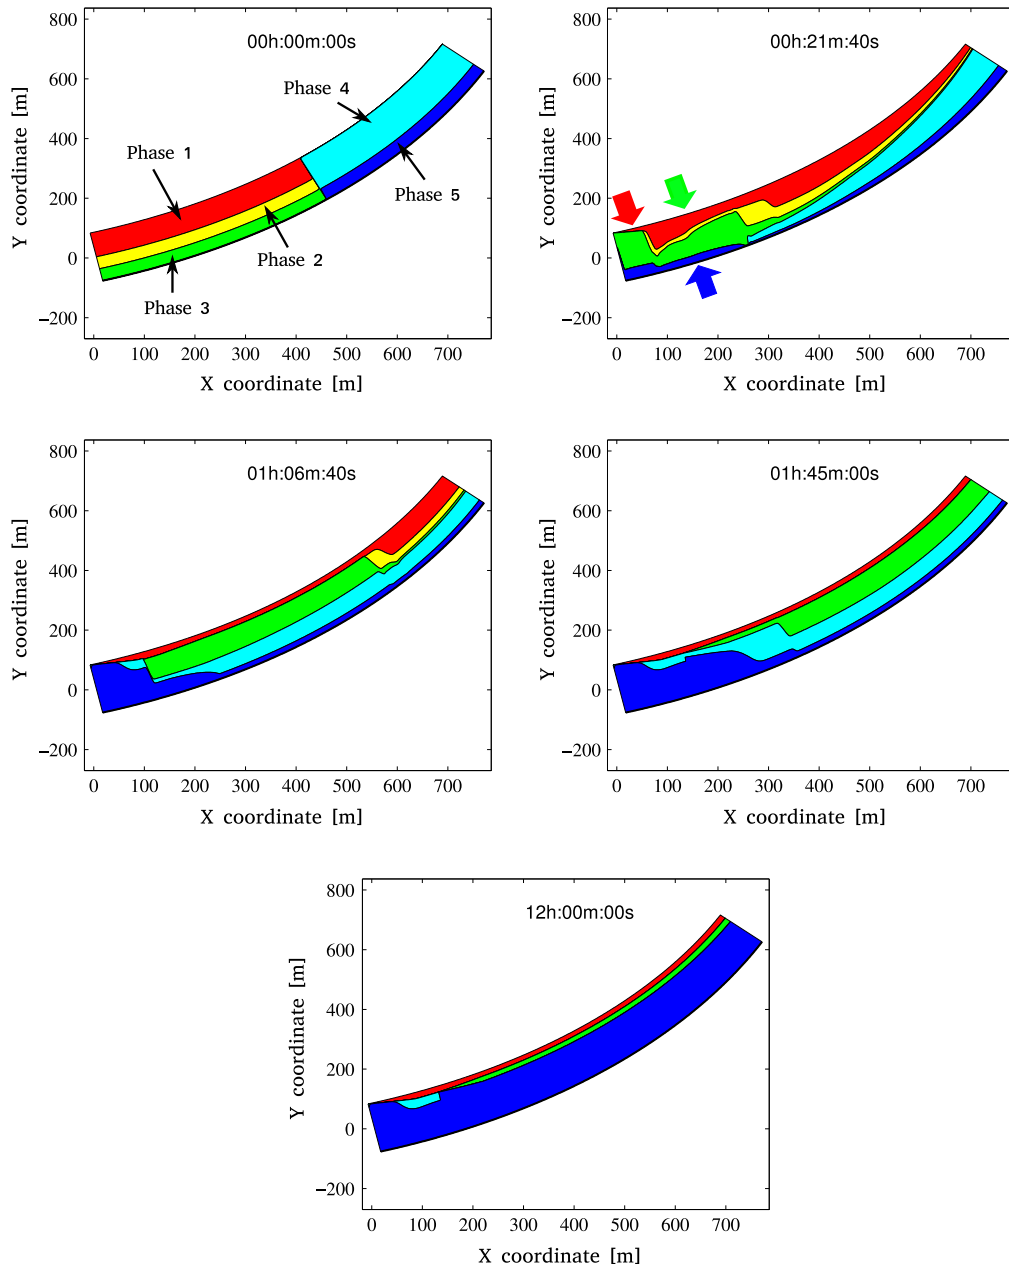 00h:00m:00s
Phase 4
Phase 1
Phase 5
Phase 2
Phase 3
800
600
400
200
0
−200
0 100 200 300 400 500 600 700
X coordinate [m]
Y coordinate [m]
00h:21m:40s
800
600
400
200
0
−200
0 100 200 300 400 500 600 700
X coordinate [m]
Y coordinate [m]
01h:06m:40s
800
600
400
200
0
−200
0 100 200 300 400 500 600 700
X coordinate [m]
Y coordinate [m]
01h:45m:00s
800
600
400
200
0
−200
0 100 200 300 400 500 600 700
X coordinate [m]
Y coordinate [m]
12h:00m:00s
800
600
400
200
0
−200
0 100 200 300 400 500 600 700
X coordinate [m]
Y coordinate [m]